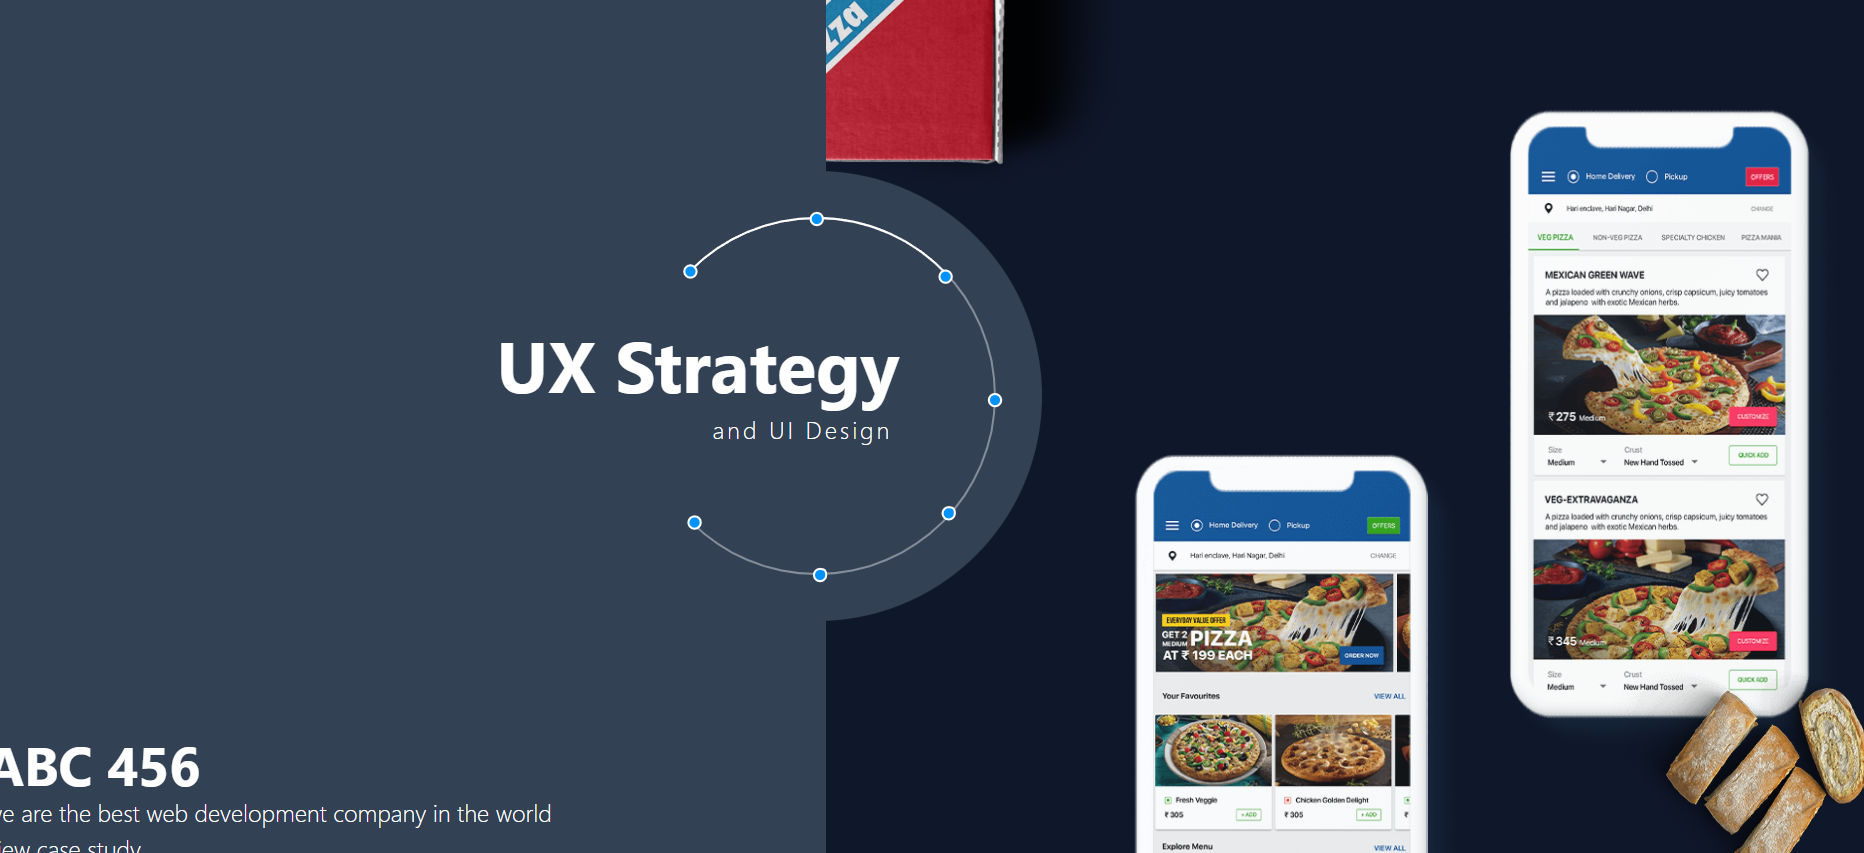 zza
UX Strategy
and UI Design
ABC 456
we are the best web development company in the world
view case study
Home Delivery
Pickup
OFFERS
Hari enclave, Hari Nagar, Delhi
CHANGE
VEG PIZZA
NON-VEG PIZZA
SPECIALTY CHICKEN
PIZZA MANIA
MEXICAN GREEN WAVE
A pizza loaded with crunchy onions, crisp capsicum, juicy tomatoes
and jalapeno with exotic Mexican herbs.
₹ 275 Medium
CUSTOMIZE
Size
Crust
Medium
New Hand Tossed
QUICK ADD
VEG-EXTRAVAGANZA
A pizza loaded with crunchy onions, crisp capsicum, juicy tomatoes
and jalapeno with exotic Mexican herbs.
₹ 345 Medium
CUSTOMIZE
Size
Crust
Medium
New Hand Tossed
QUICK ADD
Home Delivery
Pickup
OFFERS
Hari enclave, Hari Nagar, Delhi
CHANGE
EVERYDAY VALUE OFFER
GET 2
MEDIUM PIZZA
AT ₹ 199 EACH
ORDER NOW
Your Favourites
VIEW ALL
Fresh Veggie
₹ 305
+ ADD
Chicken Golden Delight
₹ 305
+ ADD
₹
Explore Menu
VIEW ALL